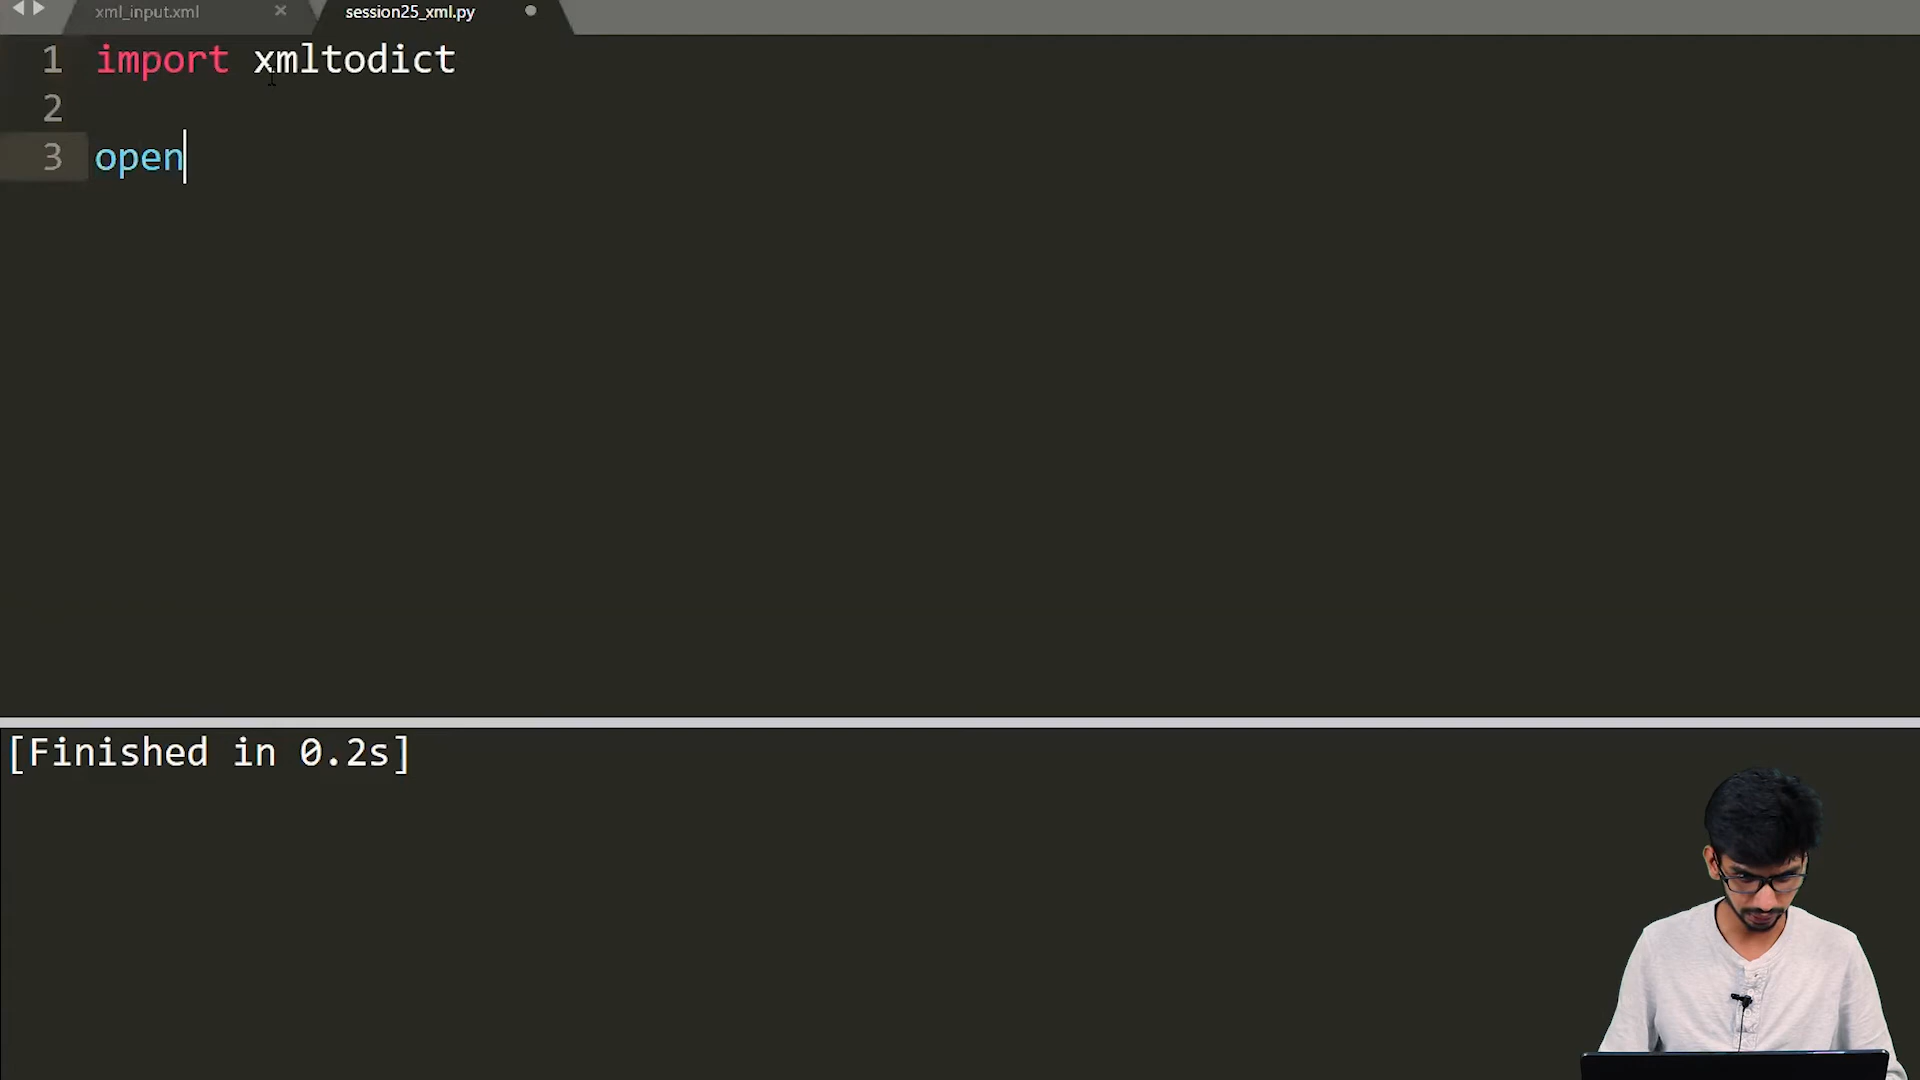 xml_input.xml × session25_xml.py
1 import xmltodict
2
3 open
[Finished in 0.2s]